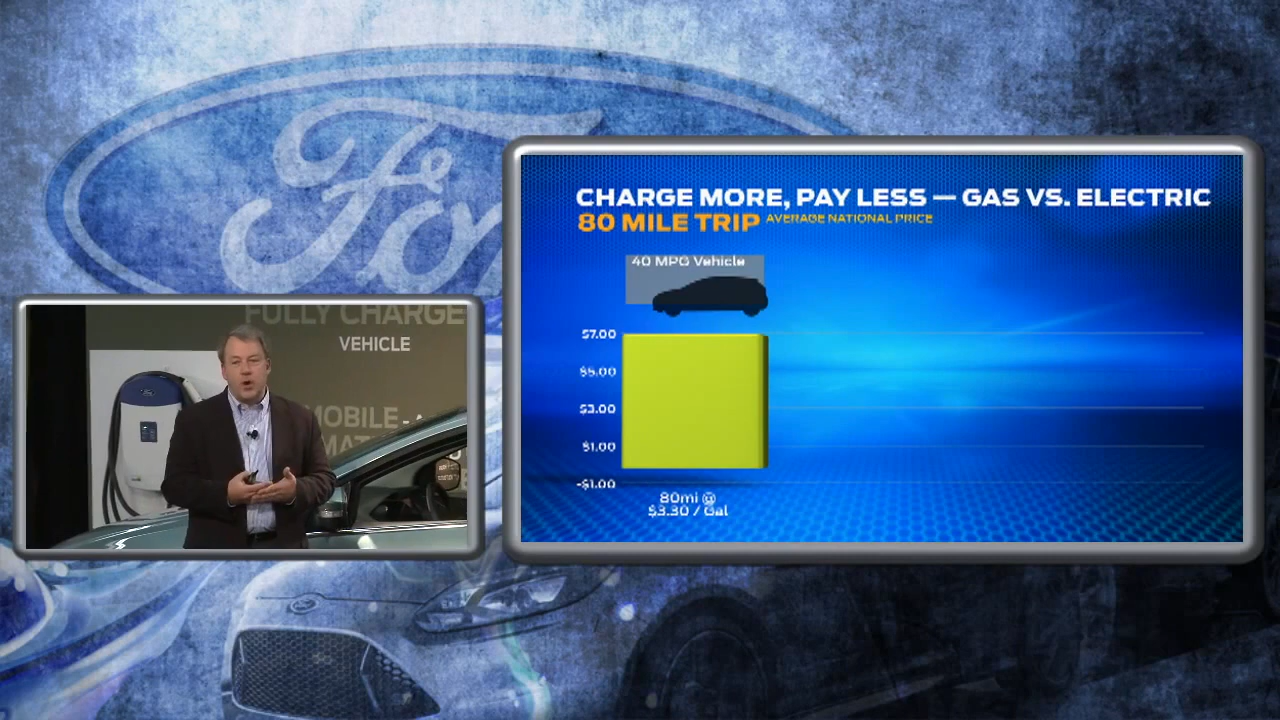 Ford
CHARGE MORE, PAY LESS — GAS VS. ELECTRIC
80 MILE TRIP AVERAGE NATIONAL PRICE
40 MPG Vehicle
$7.00
$5.00
$3.00
$1.00
-$1.00
80mi @
$3.30 / Gal
FULLY CHARGE
VEHICLE
MOBILE